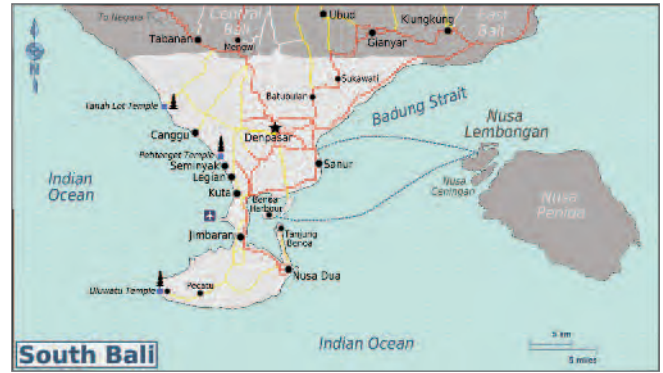 To Negara
Central
Bali
Ubud
Klungkung
East
Bali
Tabanan
Mengwi
Gianyar
Sukawati
Batubulan
Tanah Lot Temple
Badung Strait
Nusa
Lembongan
Canggu
Denpasar
Petitenget Temple
Seminyak
Sanur
Legian
Nusa
Ceningan
Indian
Ocean
Kuta
Benoa
Harbour
Nusa
Penida
Jimbaran
Tanjung
Benoa
Nusa Dua
Uluwatu Temple
Pecatu
N
South Bali
Indian Ocean
5 km
5 miles